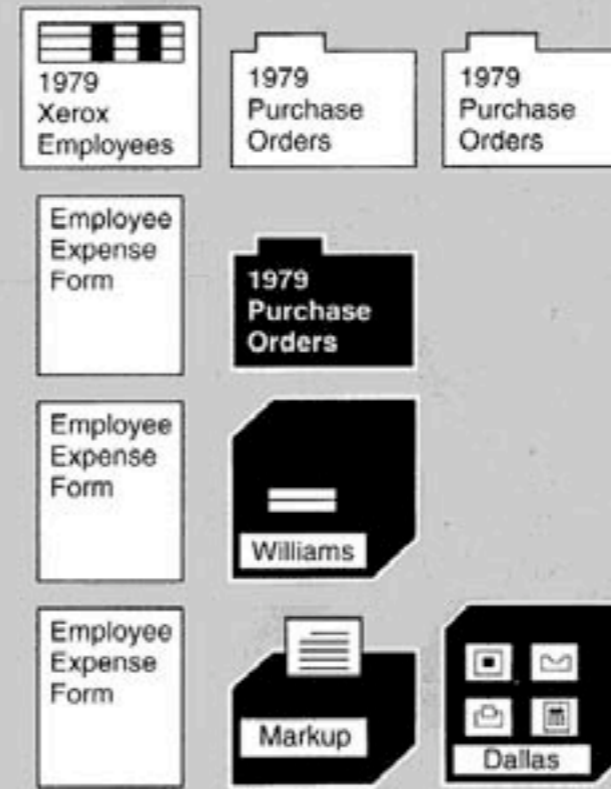 1979
Xerox
Employees
1979
Purchase
Orders
1979
Purchase
Orders
Employee
Expense
Form
1979
Purchase
Orders
Employee
Expense
Form
Williams
Employee
Expense
Form
Markup
Dallas